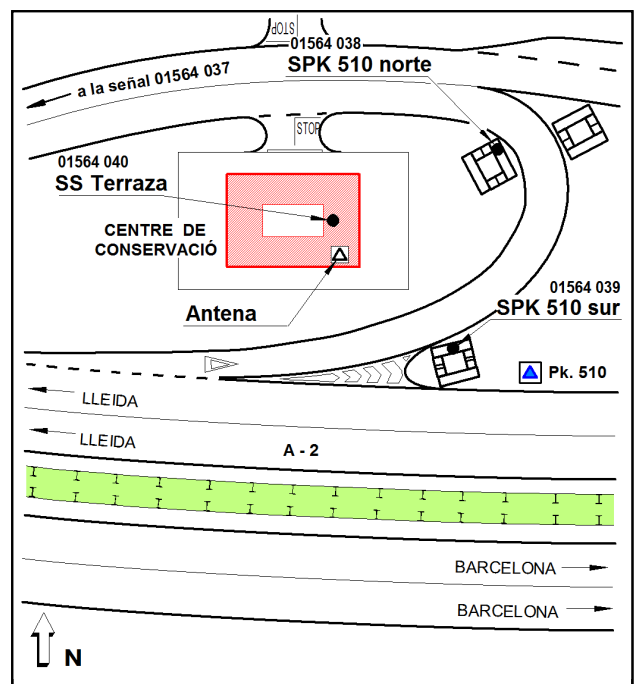 STOP
01564 038
SPK 510 norte
a la señal 01564 037
STOP
01564 040
SS Terraza
CENTRE DE
CONSERVACIÓ
Antena
01564 039
SPK 510 sur
Pk. 510
LLEIDA
LLEIDA
A - 2
BARCELONA
BARCELONA
N